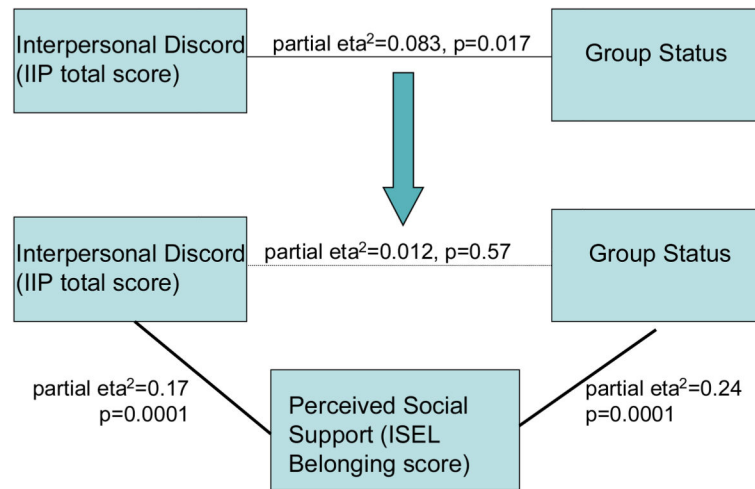 Interpersonal Discord
(IIP total score)
partial eta²=0.083, p=0.017
Group Status
Interpersonal Discord
(IIP total score)
partial eta²=0.012, p=0.57
Group Status
partial eta²=0.17
p=0.0001
Perceived Social
Support (ISEL
Belonging score)
partial eta²=0.24
p=0.0001